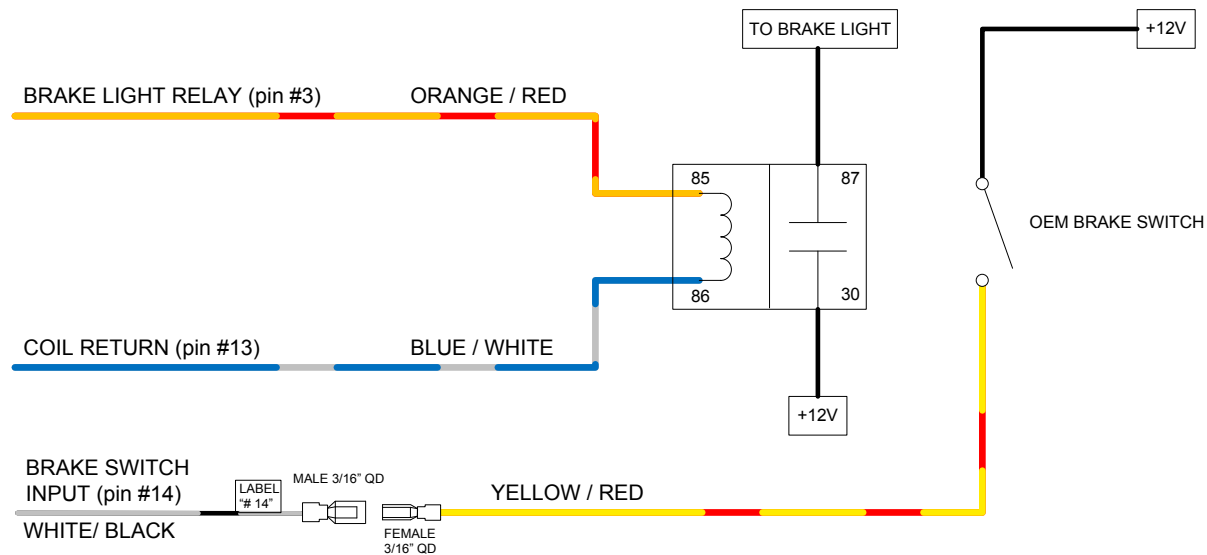 TO BRAKE LIGHT
+12V
BRAKE LIGHT RELAY (pin #3)
ORANGE / RED
85
87
OEM BRAKE SWITCH
86
30
COIL RETURN (pin #13)
BLUE / WHITE
+12V
BRAKE SWITCH
INPUT (pin #14)
WHITE/ BLACK
LABEL
"# 14"
MALE 3/16" QD
FEMALE
3/16" QD
YELLOW / RED